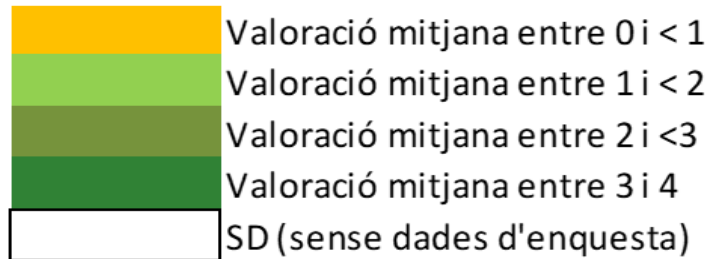 Valoració mitjana entre 0 i < 1
Valoració mitjana entre 1 i < 2
Valoració mitjana entre 2 i <3
Valoració mitjana entre 3 i 4
SD (sense dades d'enquesta)